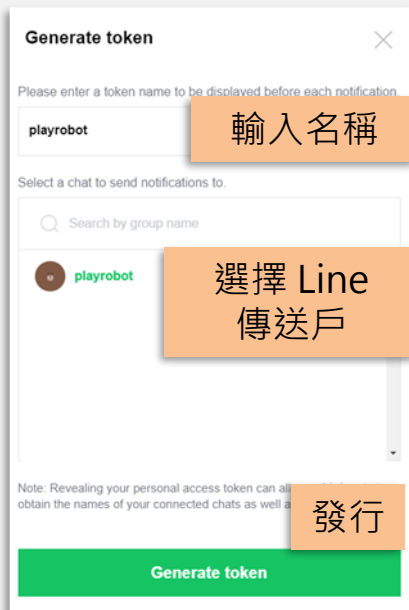 Generate token
Please enter a token name to be displayed before each notification.
playrobot
輸入名稱
Select a chat to send notifications to.
Search by group name
playrobot
選擇 Line
傳送戶
Note: Revealing your personal access token can
obtain the names of your connected chats as well
發行
Generate token